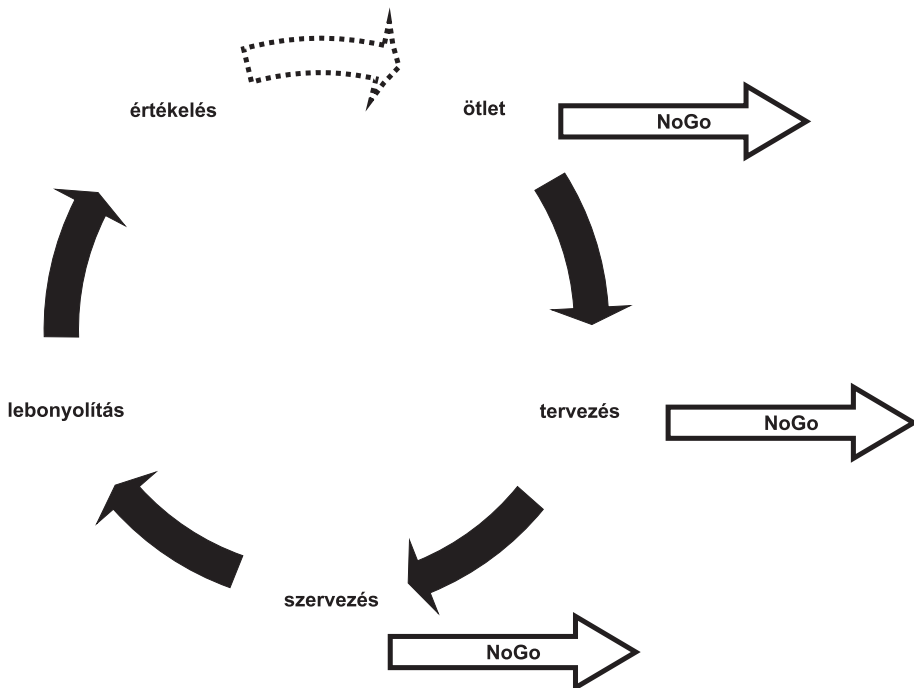 értékelés
ötlet
NoGo
lebonyolítás
tervezés
NoGo
szervezés
NoGo